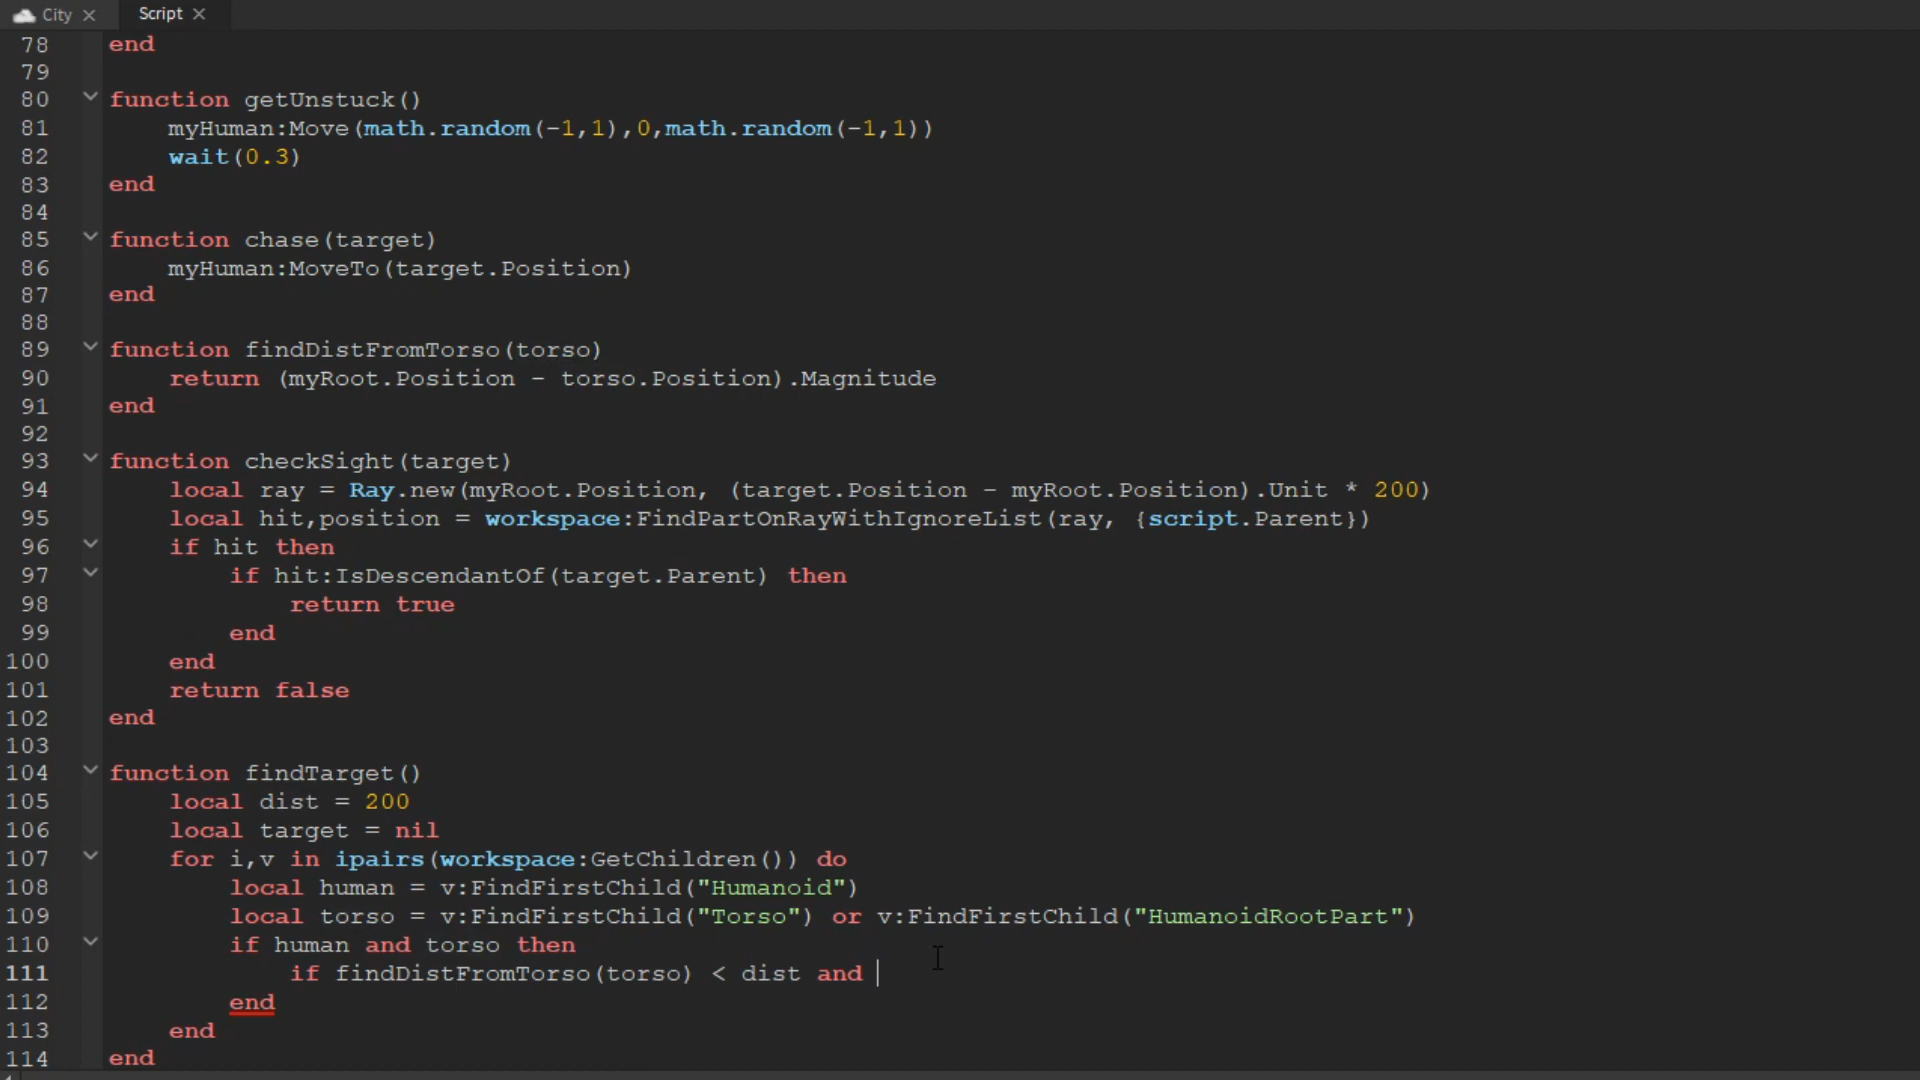 City
Script
78 end
79
80 function getUnstuck()
81 myHuman:Move(math.random(-1,1),0,math.random(-1,1))
82 wait(0.3)
83 end
84
85 function chase(target)
86 myHuman:MoveTo(target.Position)
87 end
88
89 function findDistFromTorso(torso)
90 return (myRoot.Position - torso.Position).Magnitude
91 end
92
93 function checkSight(target)
94 local ray = Ray.new(myRoot.Position, (target.Position - myRoot.Position).Unit * 200)
95 local hit,position = workspace:FindPartOnRayWithIgnoreList(ray, {script.Parent})
96 if hit then
97 if hit:IsDescendantOf(target.Parent) then
98 return true
99 end
100 end
101 return false
102 end
103
104 function findTarget()
105 local dist = 200
106 local target = nil
107 for i,v in ipairs(workspace:GetChildren()) do
108 local human = v:FindFirstChild("Humanoid")
109 local torso = v:FindFirstChild("Torso") or v:FindFirstChild("HumanoidRootPart")
110 if human and torso then
111 if findDistFromTorso(torso) < dist and
112 end
113 end
114 end